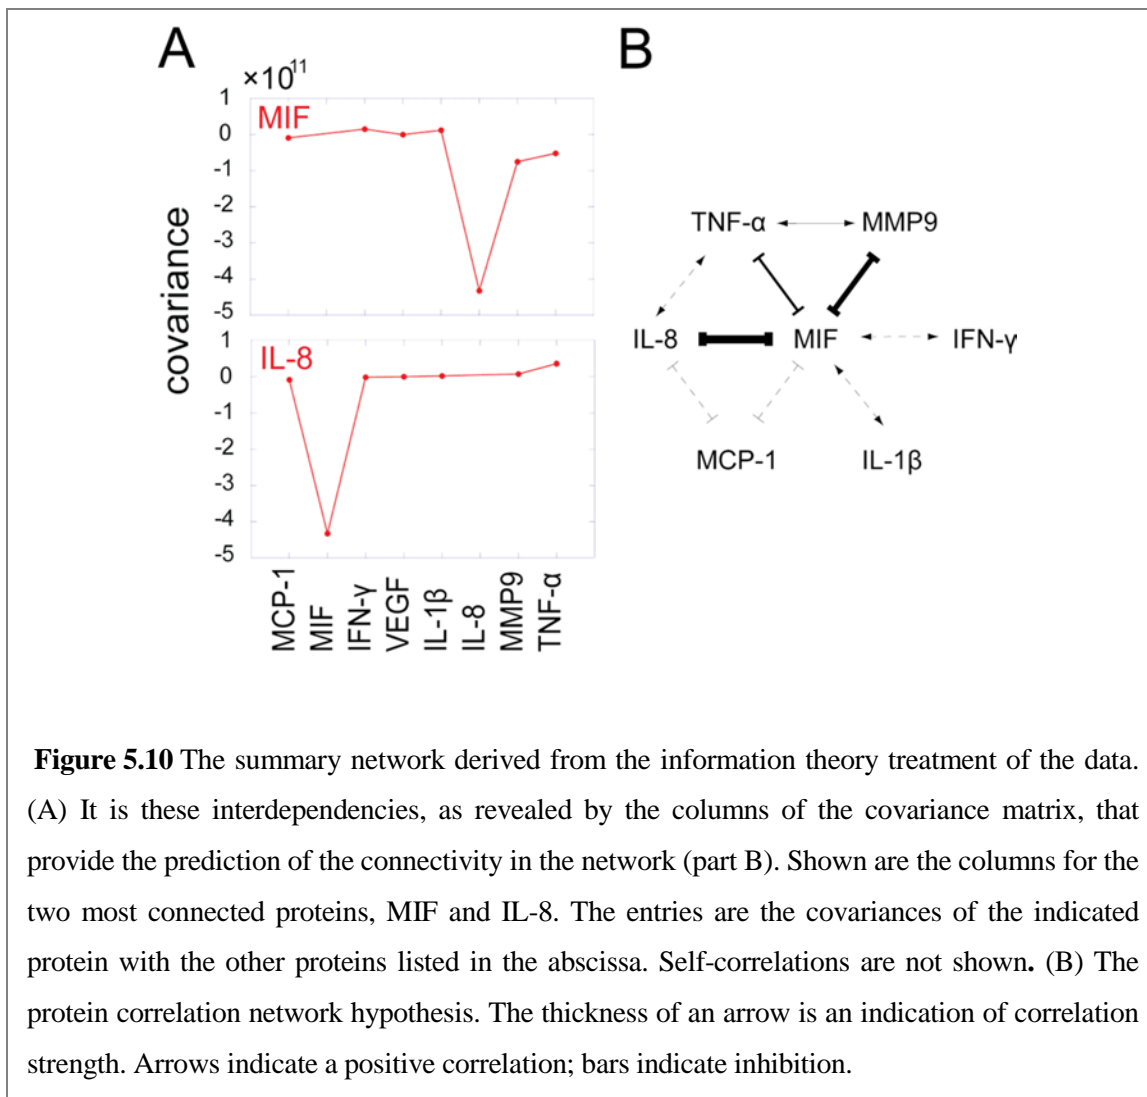 A
B
×10¹¹
1
MIF
0
-1
-2
-3
-4
-5
covariance
1
IL-8
0
-1
-2
-3
-4
-5
MCP-1
MIF
IFN-γ
VEGF
IL-1β
IL-8
MMP9
TNF-α
TNF-α
MMP9
IL-8
MIF
IFN-γ
MCP-1
IL-1β
Figure 5.10 The summary network derived from the information theory treatment of the data.
(A) It is these interdependencies, as revealed by the columns of the covariance matrix, that
provide the prediction of the connectivity in the network (part B). Shown are the columns for the
two most connected proteins, MIF and IL-8. The entries are the covariances of the indicated
protein with the other proteins listed in the abscissa. Self-correlations are not shown. (B) The
protein correlation network hypothesis. The thickness of an arrow is an indication of correlation
strength. Arrows indicate a positive correlation; bars indicate inhibition.